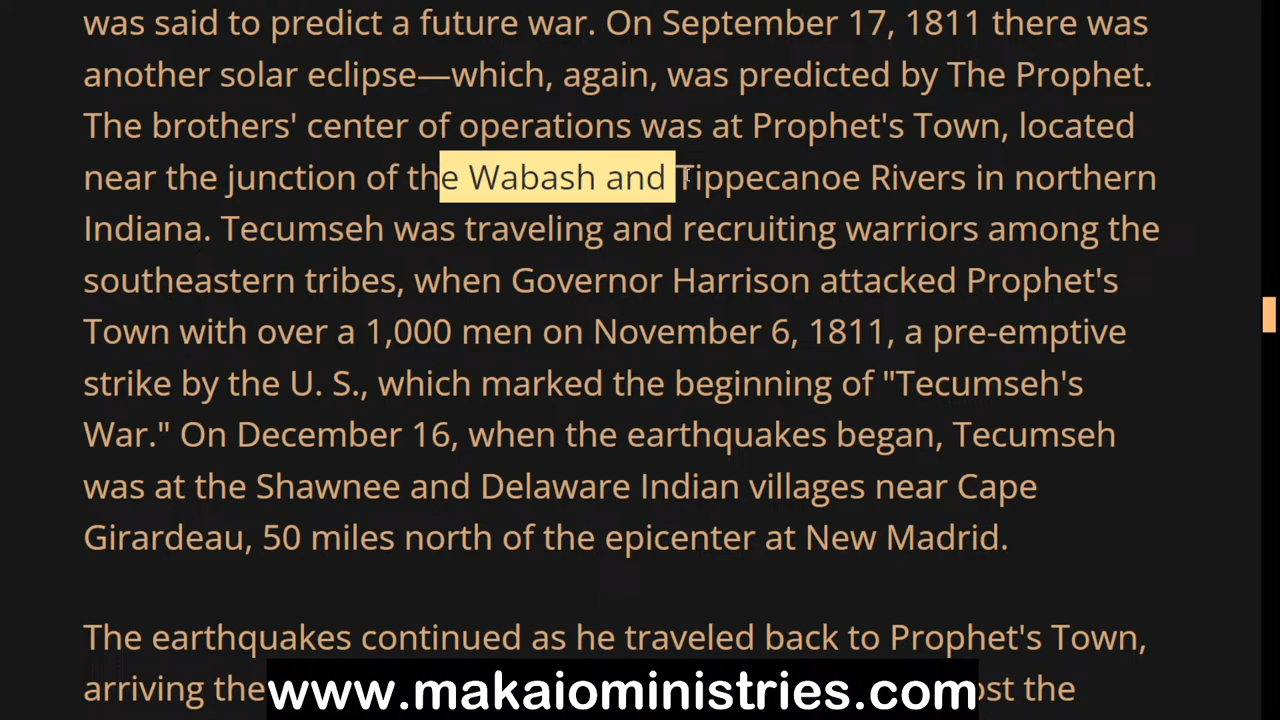 was said to predict a future war. On September 17, 1811 there was
another solar eclipse—which, again, was predicted by The Prophet.
The brothers' center of operations was at Prophet's Town, located
near the junction of the Wabash and Tippecanoe Rivers in northern
Indiana. Tecumseh was traveling and recruiting warriors among the
southeastern tribes, when Governor Harrison attacked Prophet's
Town with over a 1,000 men on November 6, 1811, a pre-emptive
strike by the U. S., which marked the beginning of "Tecumseh's
War." On December 16, when the earthquakes began, Tecumseh
was at the Shawnee and Delaware Indian villages near Cape
Girardeau, 50 miles north of the epicenter at New Madrid.
The earthquakes continued as he traveled back to Prophet's Town,
arriving the
www.makaiominists.com